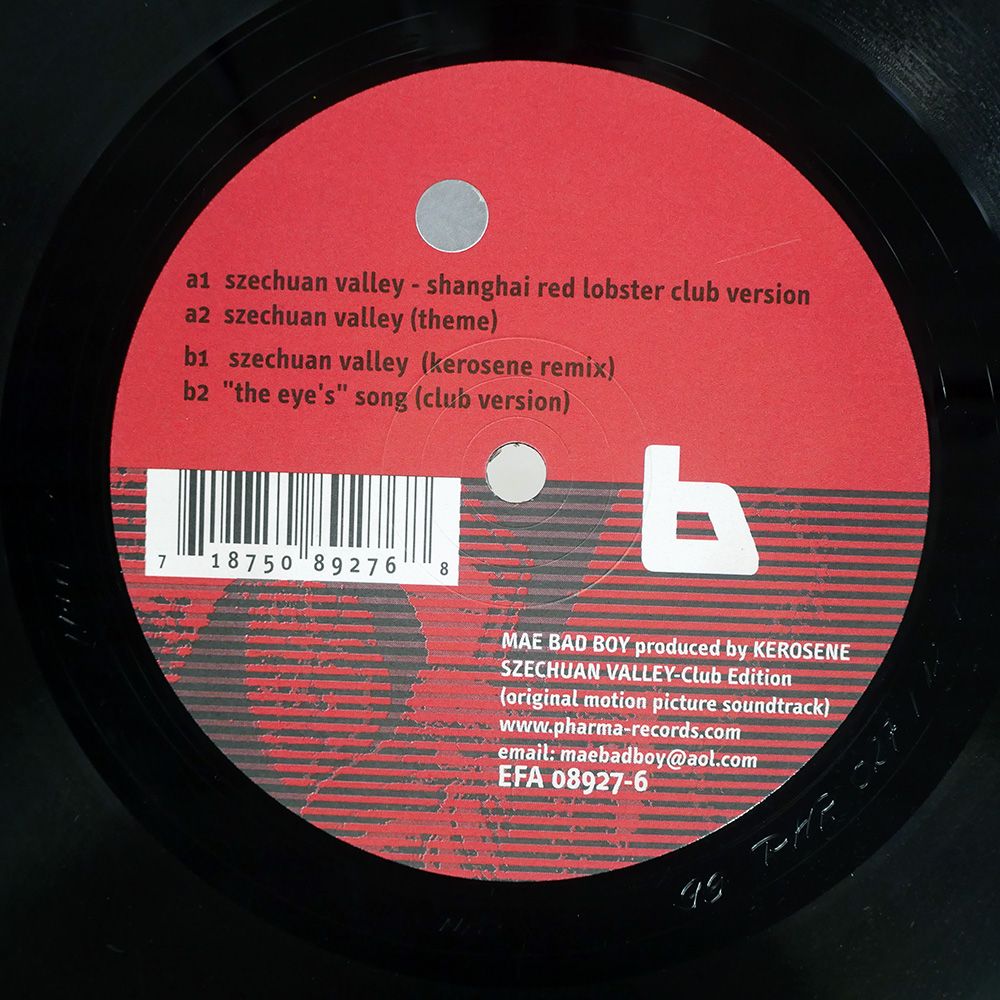 a1 szechuan valley - shanghai red lobster club version
a2 szechuan valley (theme)
b1 szechuan valley (kerosene remix)
b2 "the eye's" song (club version)
7 18750 89276 8
b
MAE BAD BOY produced by KEROSENE
SZECHUAN VALLEY-Club Edition
(original motion picture soundtrack)
www.pharma-records.com
email: maebadboy@aol.com
EFA 08927-6